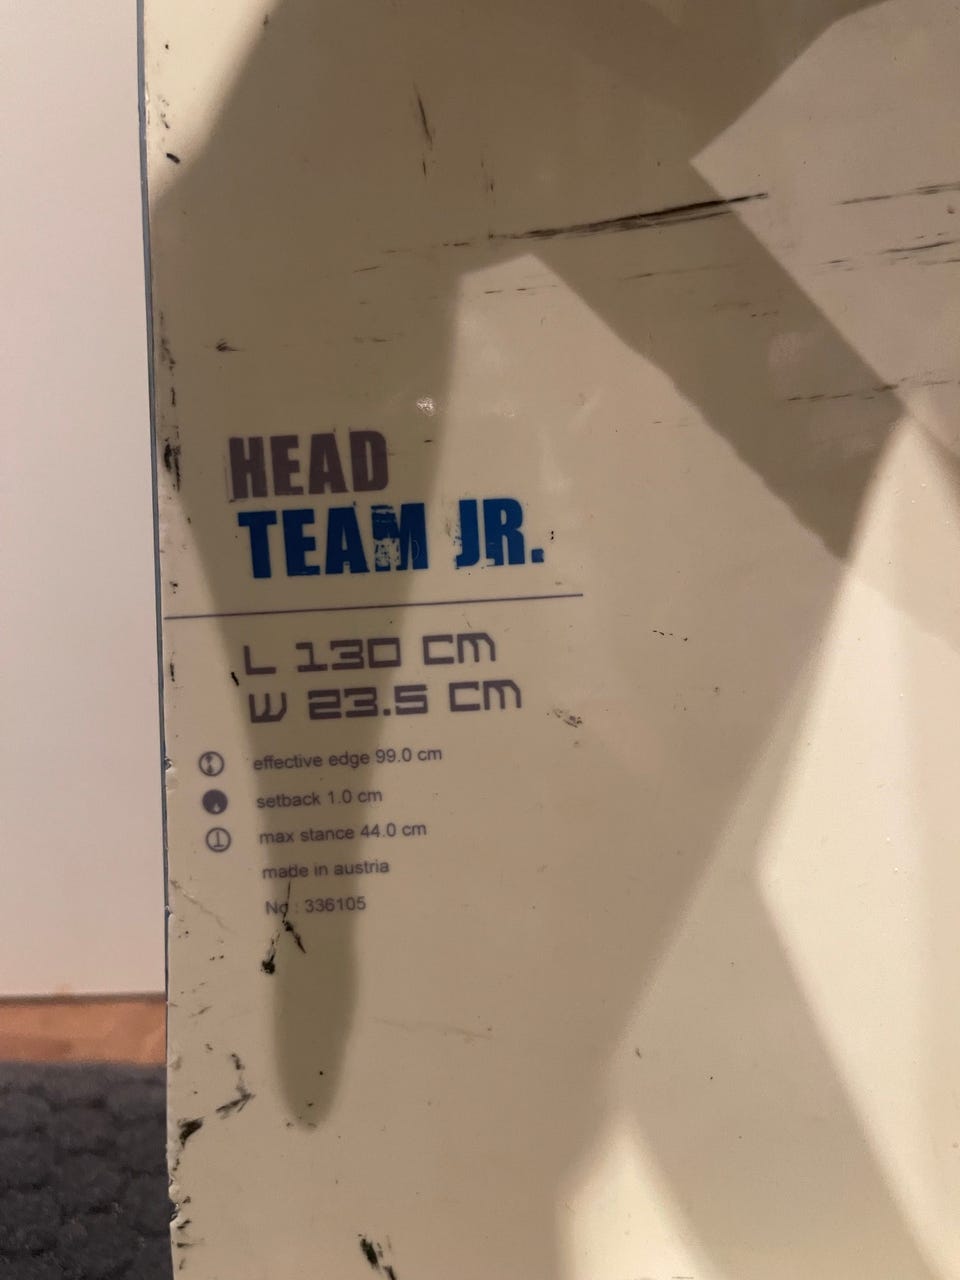 HEAD
TEAM JR.
L 130 CM
W 23.5 CM
effective edge 99.0 cm
setback 1.0 cm
max stance 44.0 cm
made in austria
No : 336105